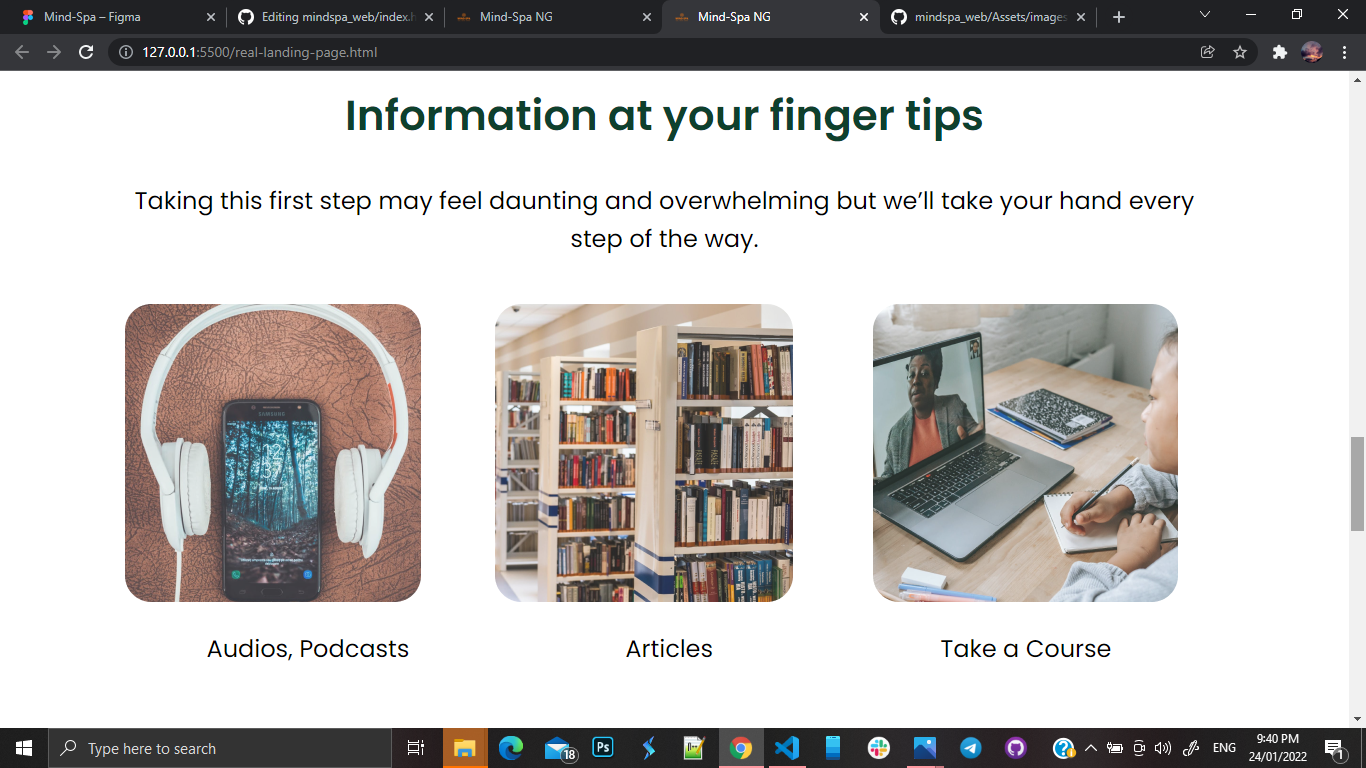 Mind-Spa – Figma
Editing mindspa_web/index.h
Mind-Spa NG
Mind-Spa NG
mindspa_web/Assets/images
127.0.0.1:5500/real-landing-page.html
Information at your finger tips
Taking this first step may feel daunting and overwhelming but we’ll take your hand every
step of the way.
SAMSUNG
Audios, Podcasts
Articles
Take a Course
Type here to search
18
Ps
ENG
9:40 PM
24/01/2022
1